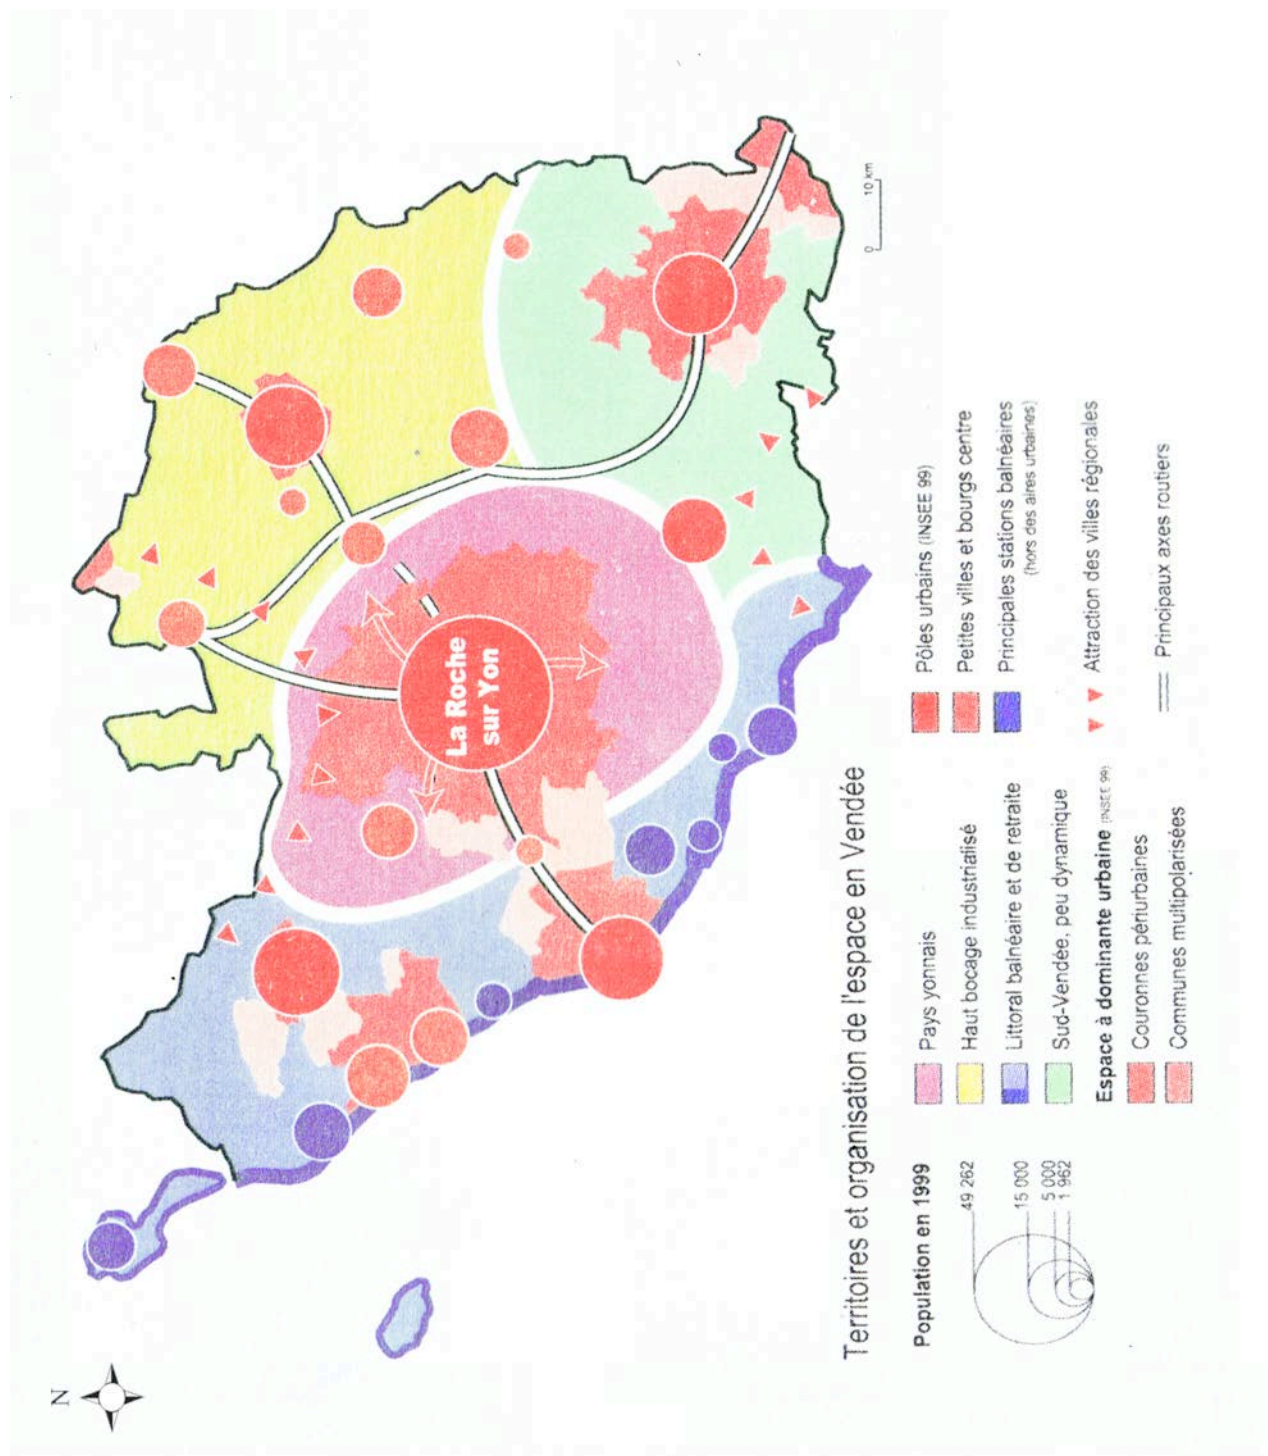 N
La Roche
sur Yon
0 10 km
Territoires et organisation de l'espace en Vendée
Population en 1999
49 262
15 000
5 000
1 962
Pays yonnais
Haut bocage industrialisé
Littoral balnéaire et de retraite
Sud-Vendée, peu dynamique
Espace à dominante urbaine (INSEE 99)
Couronnes périurbaines
Communes multipolarisées
Pôles urbains (INSEE 99)
Petites villes et bourgs centre
Principales stations balnéaires
(hors des aires urbaines)
Attraction des villes régionales
Principaux axes routiers